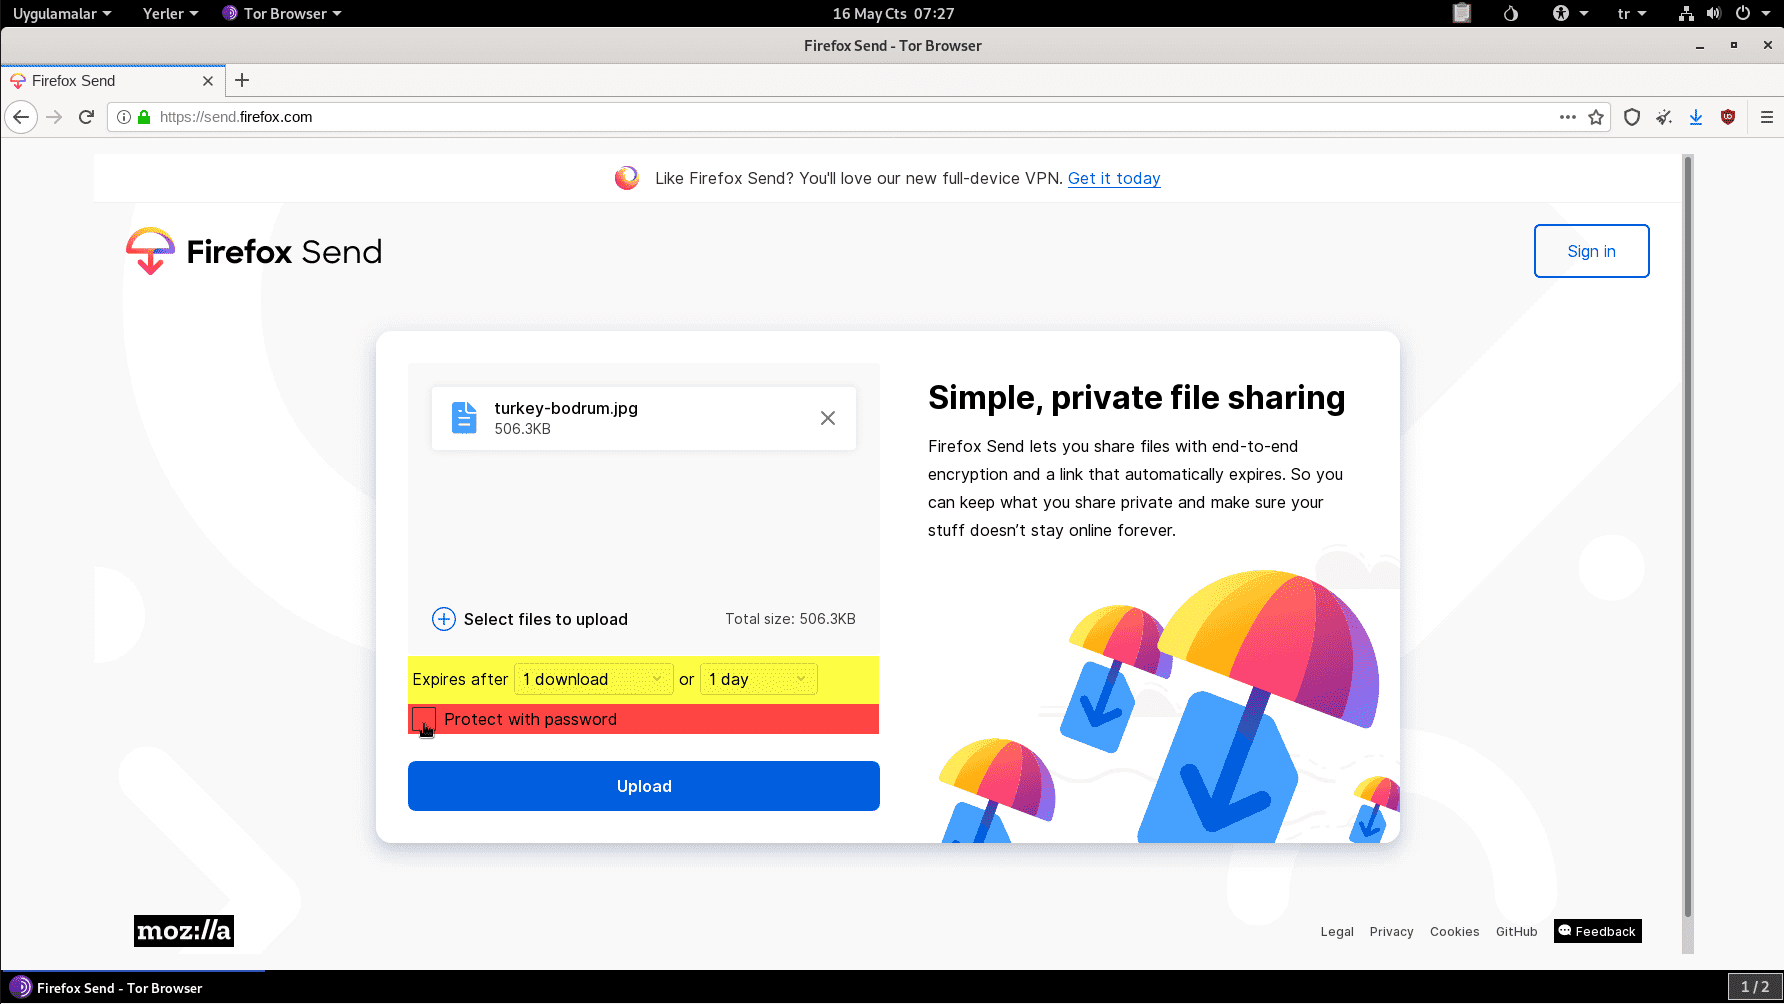 Uygulamalar Yerler Tor Browser 16 May Cts 07:27 tr
Firefox Send - Tor Browser
Firefox Send
https://send.firefox.com
Like Firefox Send? You'll love our new full-device VPN. Get it today
Firefox Send
Sign in
turkey-bodrum.jpg
506.3KB
Select files to upload Total size: 506.3KB
Expires after 1 download or 1 day
Protect with password
Upload
Simple, private file sharing
Firefox Send lets you share files with end-to-end
encryption and a link that automatically expires. So you
can keep what you share private and make sure your
stuff doesn’t stay online forever.
moz://a
Legal Privacy Cookies GitHub Feedback
Firefox Send - Tor Browser 1 / 2